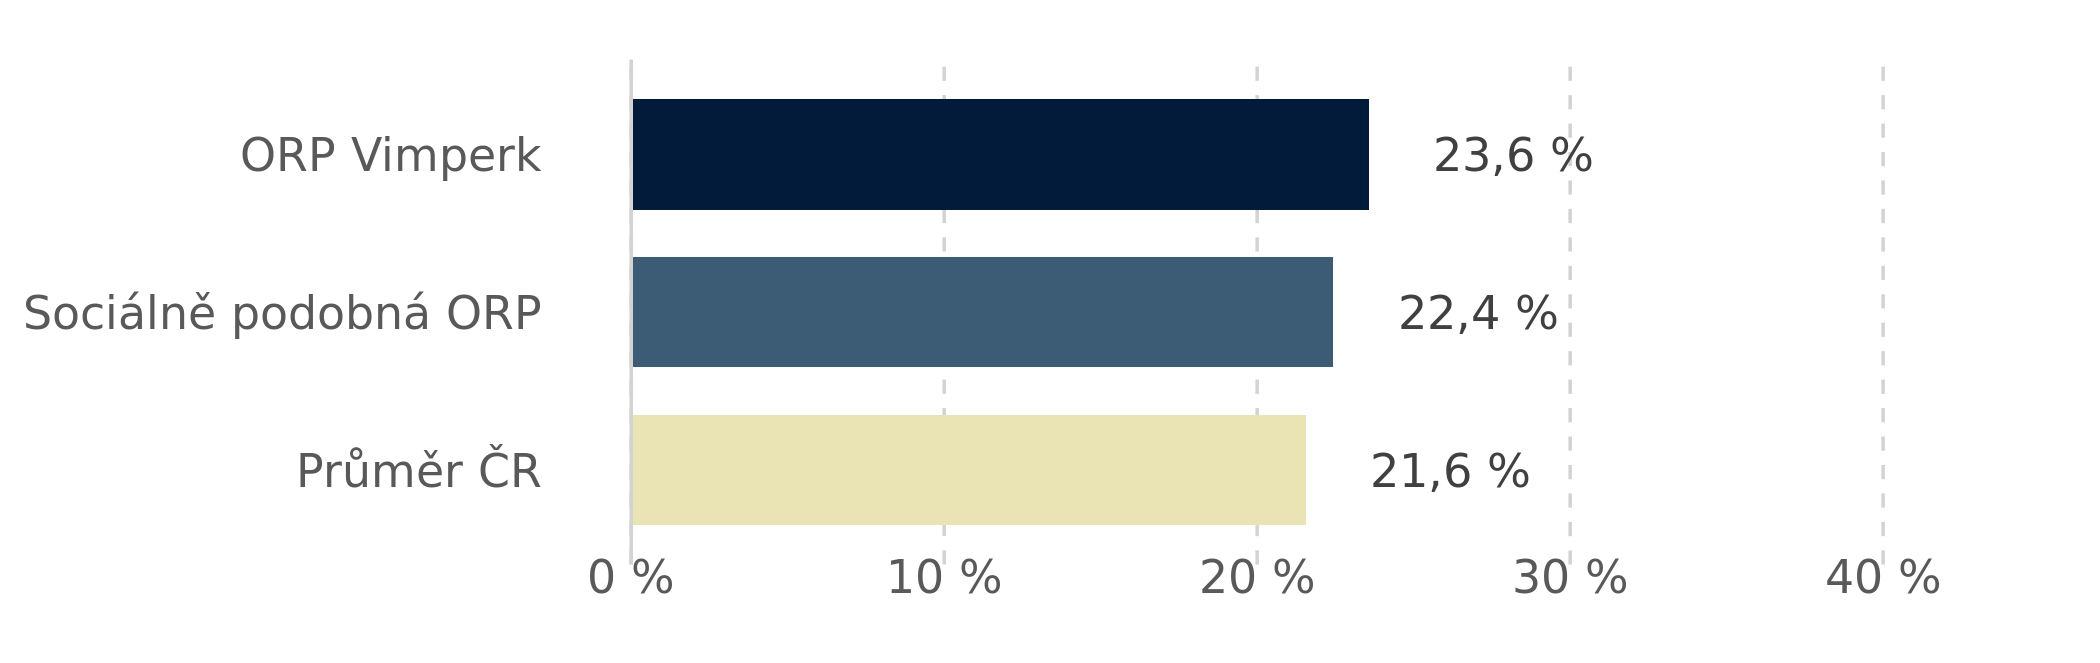 ORP Vimperk 23,6 %
Sociálně podobná ORP 22,4 %
Průměr ČR 21,6 %
0 % 10 % 20 % 30 % 40 %